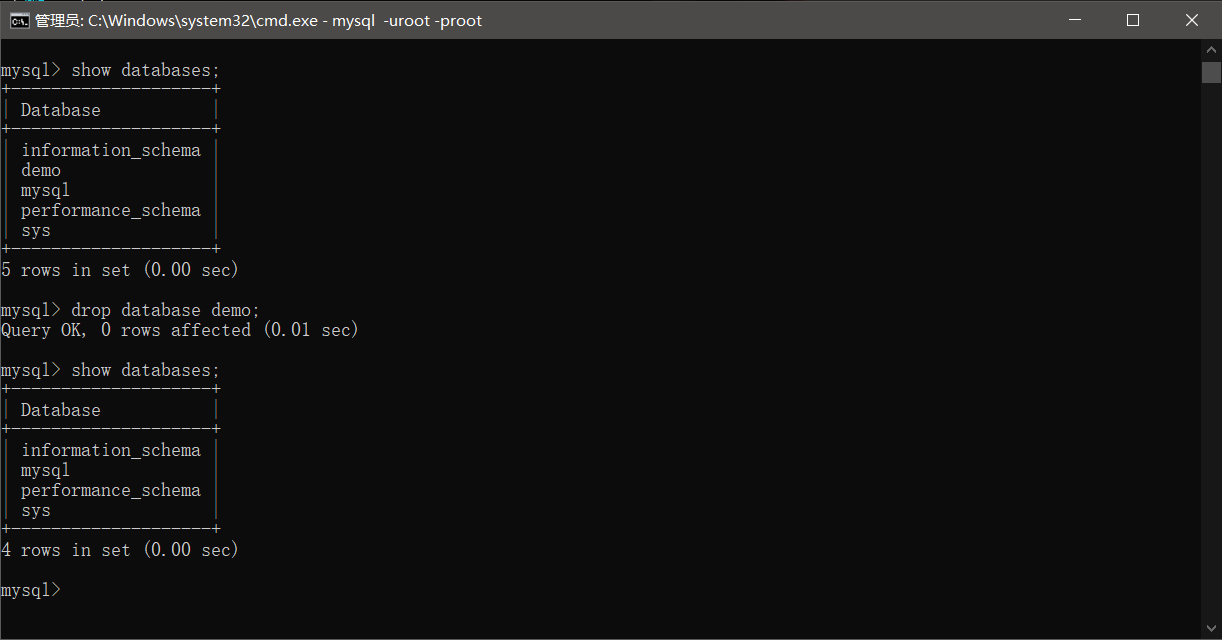 管理员: C:\Windows\system32\cmd.exe - mysql  -uroot -proot
mysql> show databases;
+--------------------+
| Database           |
+--------------------+
| information_schema |
| demo               |
| mysql              |
| performance_schema |
| sys                |
+--------------------+
5 rows in set (0.00 sec)
mysql> drop database demo;
Query OK, 0 rows affected (0.01 sec)
mysql> show databases;
+--------------------+
| Database           |
+--------------------+
| information_schema |
| mysql              |
| performance_schema |
| sys                |
+--------------------+
4 rows in set (0.00 sec)
mysql>